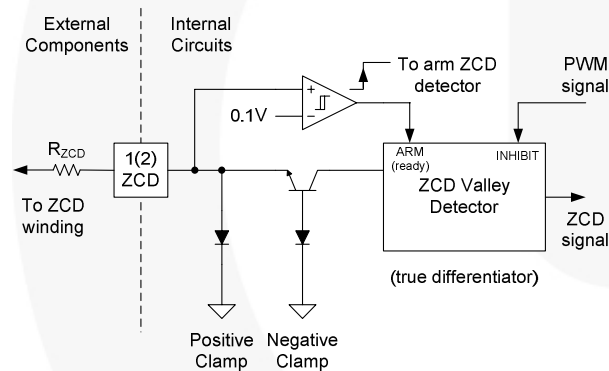 External
Components
Internal
Circuits
To arm ZCD
detector
PWM
signal
+
0.1V
−
RZCD
1(2)
ZCD
ARM
(ready)
INHIBIT
ZCD Valley
Detector
To ZCD
winding
ZCD
signal
(true differentiator)
Positive
Clamp
Negative
Clamp